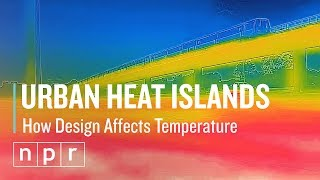 URBAN HEAT ISLANDS
How Design Affects Temperature
npr